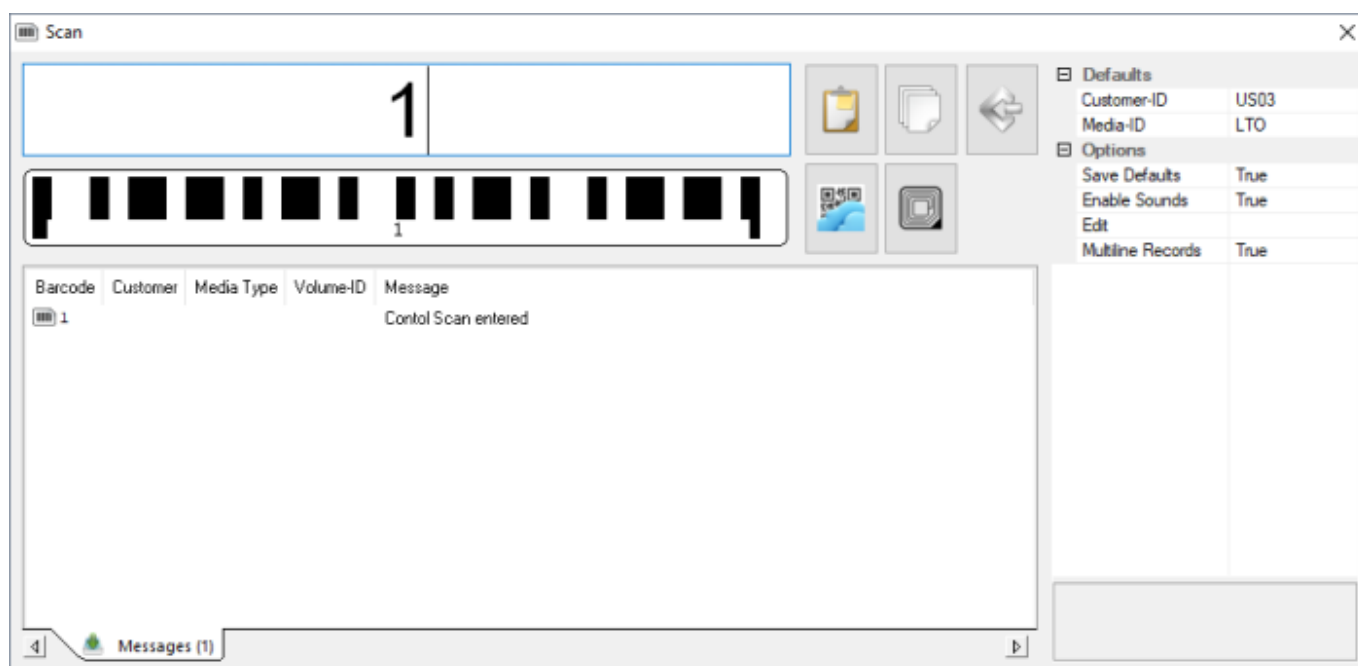 Scan
1
1
Barcode Customer Media Type Volume-ID Message
1 Contol Scan entered
Messages (1)
Defaults
Customer-ID US03
Media-ID LTO
Options
Save Defaults True
Enable Sounds True
Edit
Multiline Records True